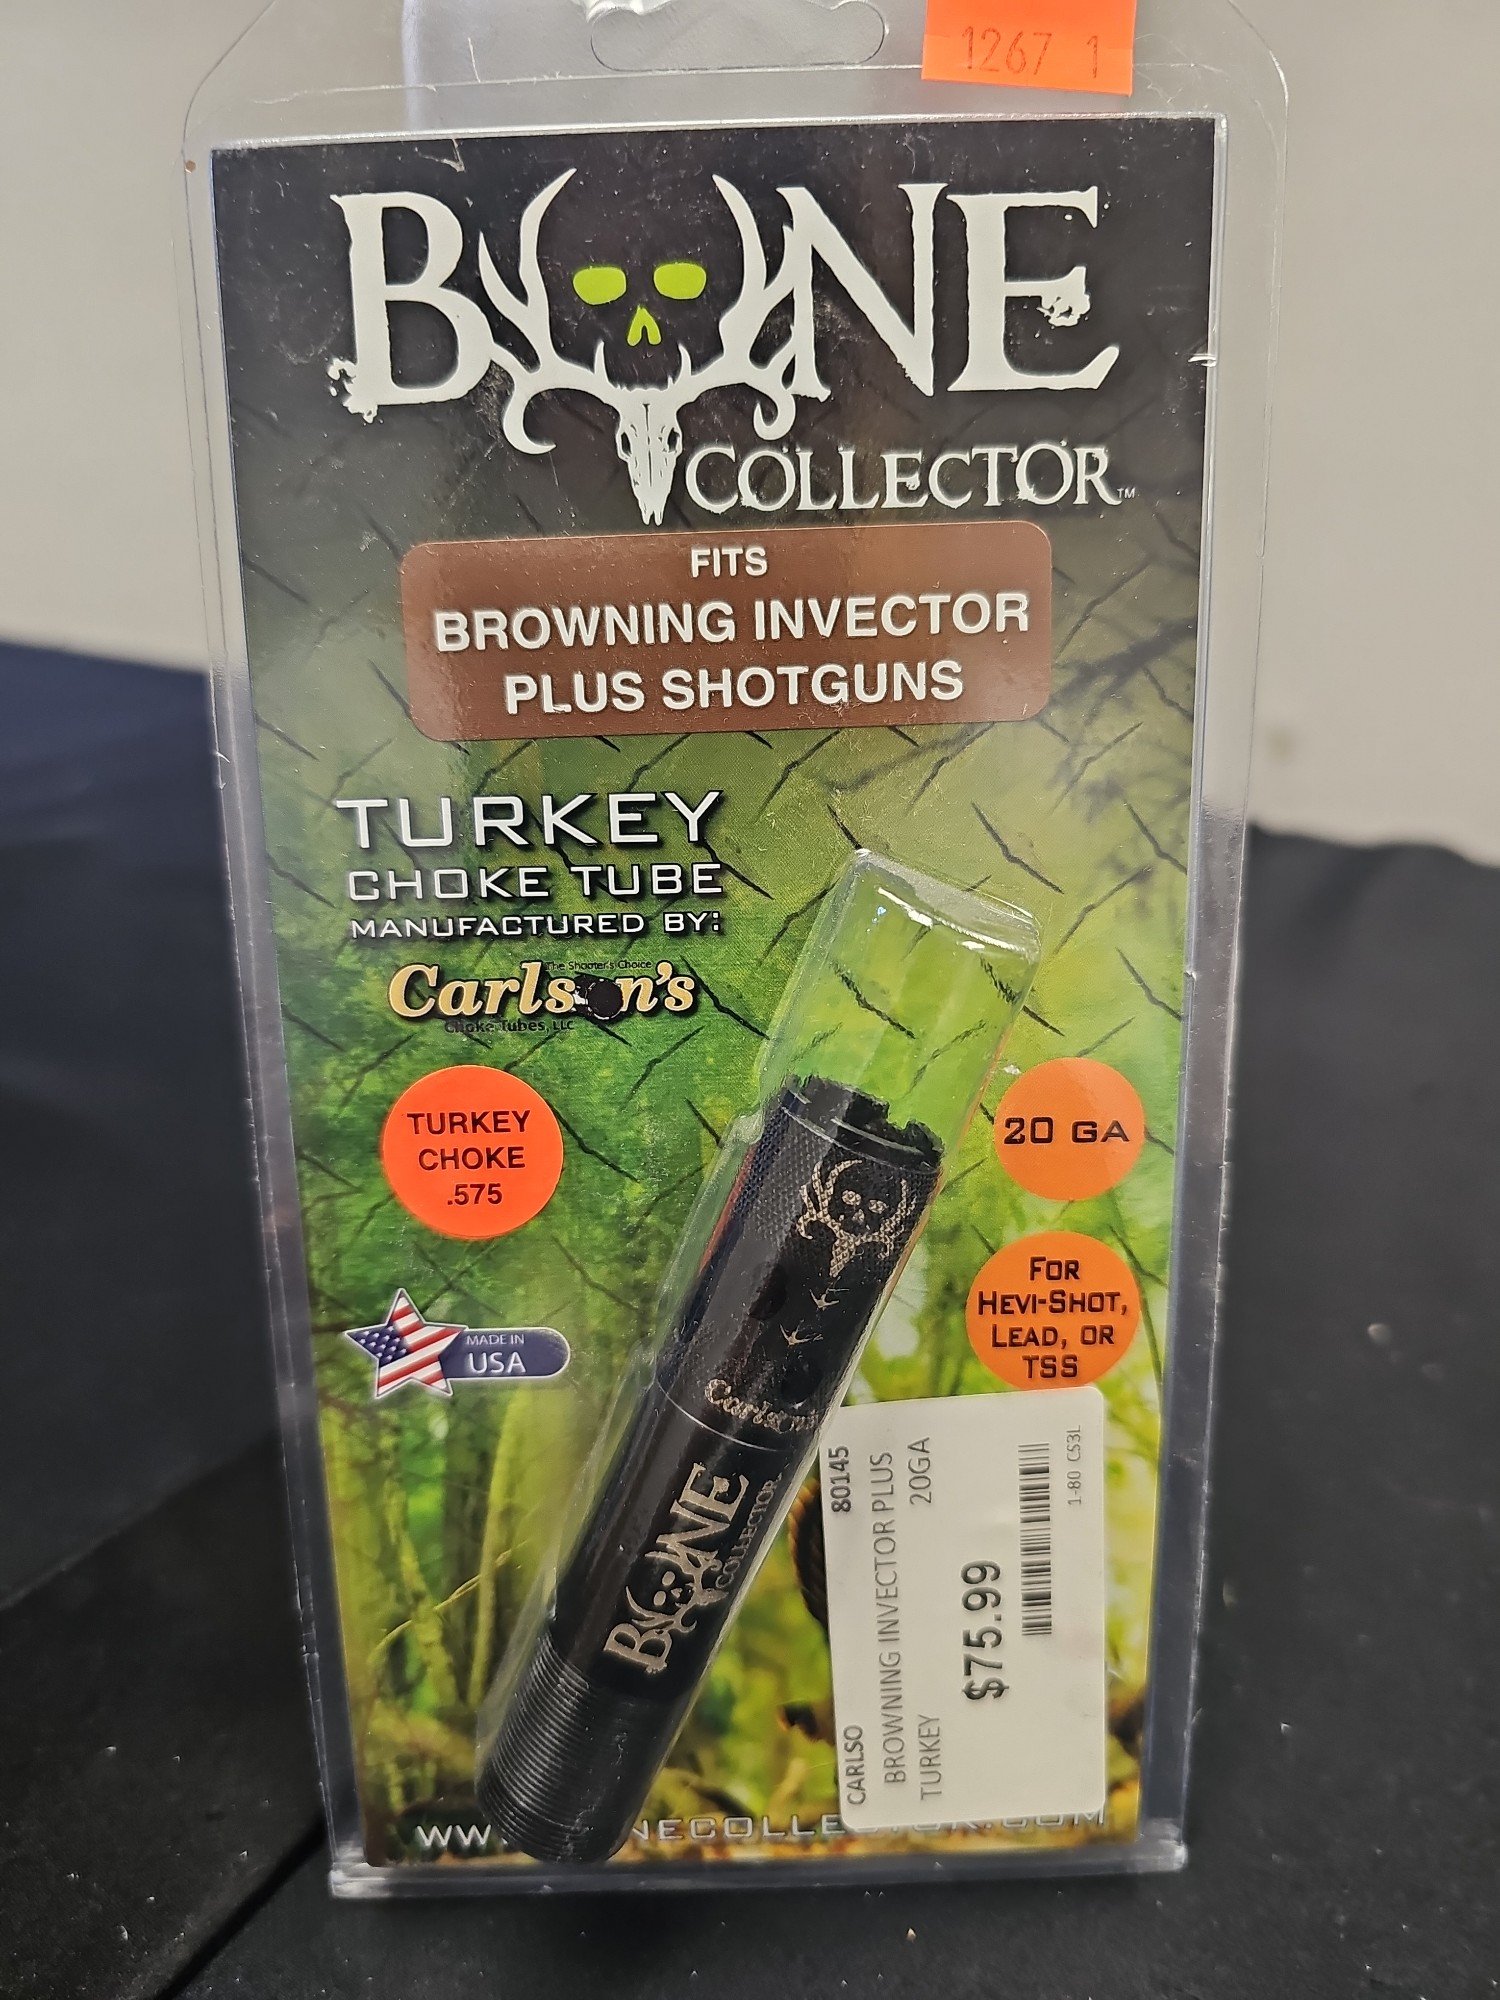 1267 1
BONE
COLLECTOR™
FITS
BROWNING INVECTOR
PLUS SHOTGUNS
TURKEY
CHOKE TUBE
MANUFACTURED BY:
The Shooter's Choice
Carlson's
Choke Tubes, LLC
TURKEY
CHOKE
.575
20 GA
FOR
HEVI-SHOT,
LEAD, OR
TSS
MADE IN
USA
Carlson's
BONE
COLLECTOR
CARLSO 80145
BROWNING INVECTOR PLUS
TURKEY 20GA
$75.99
1-80 CS3L